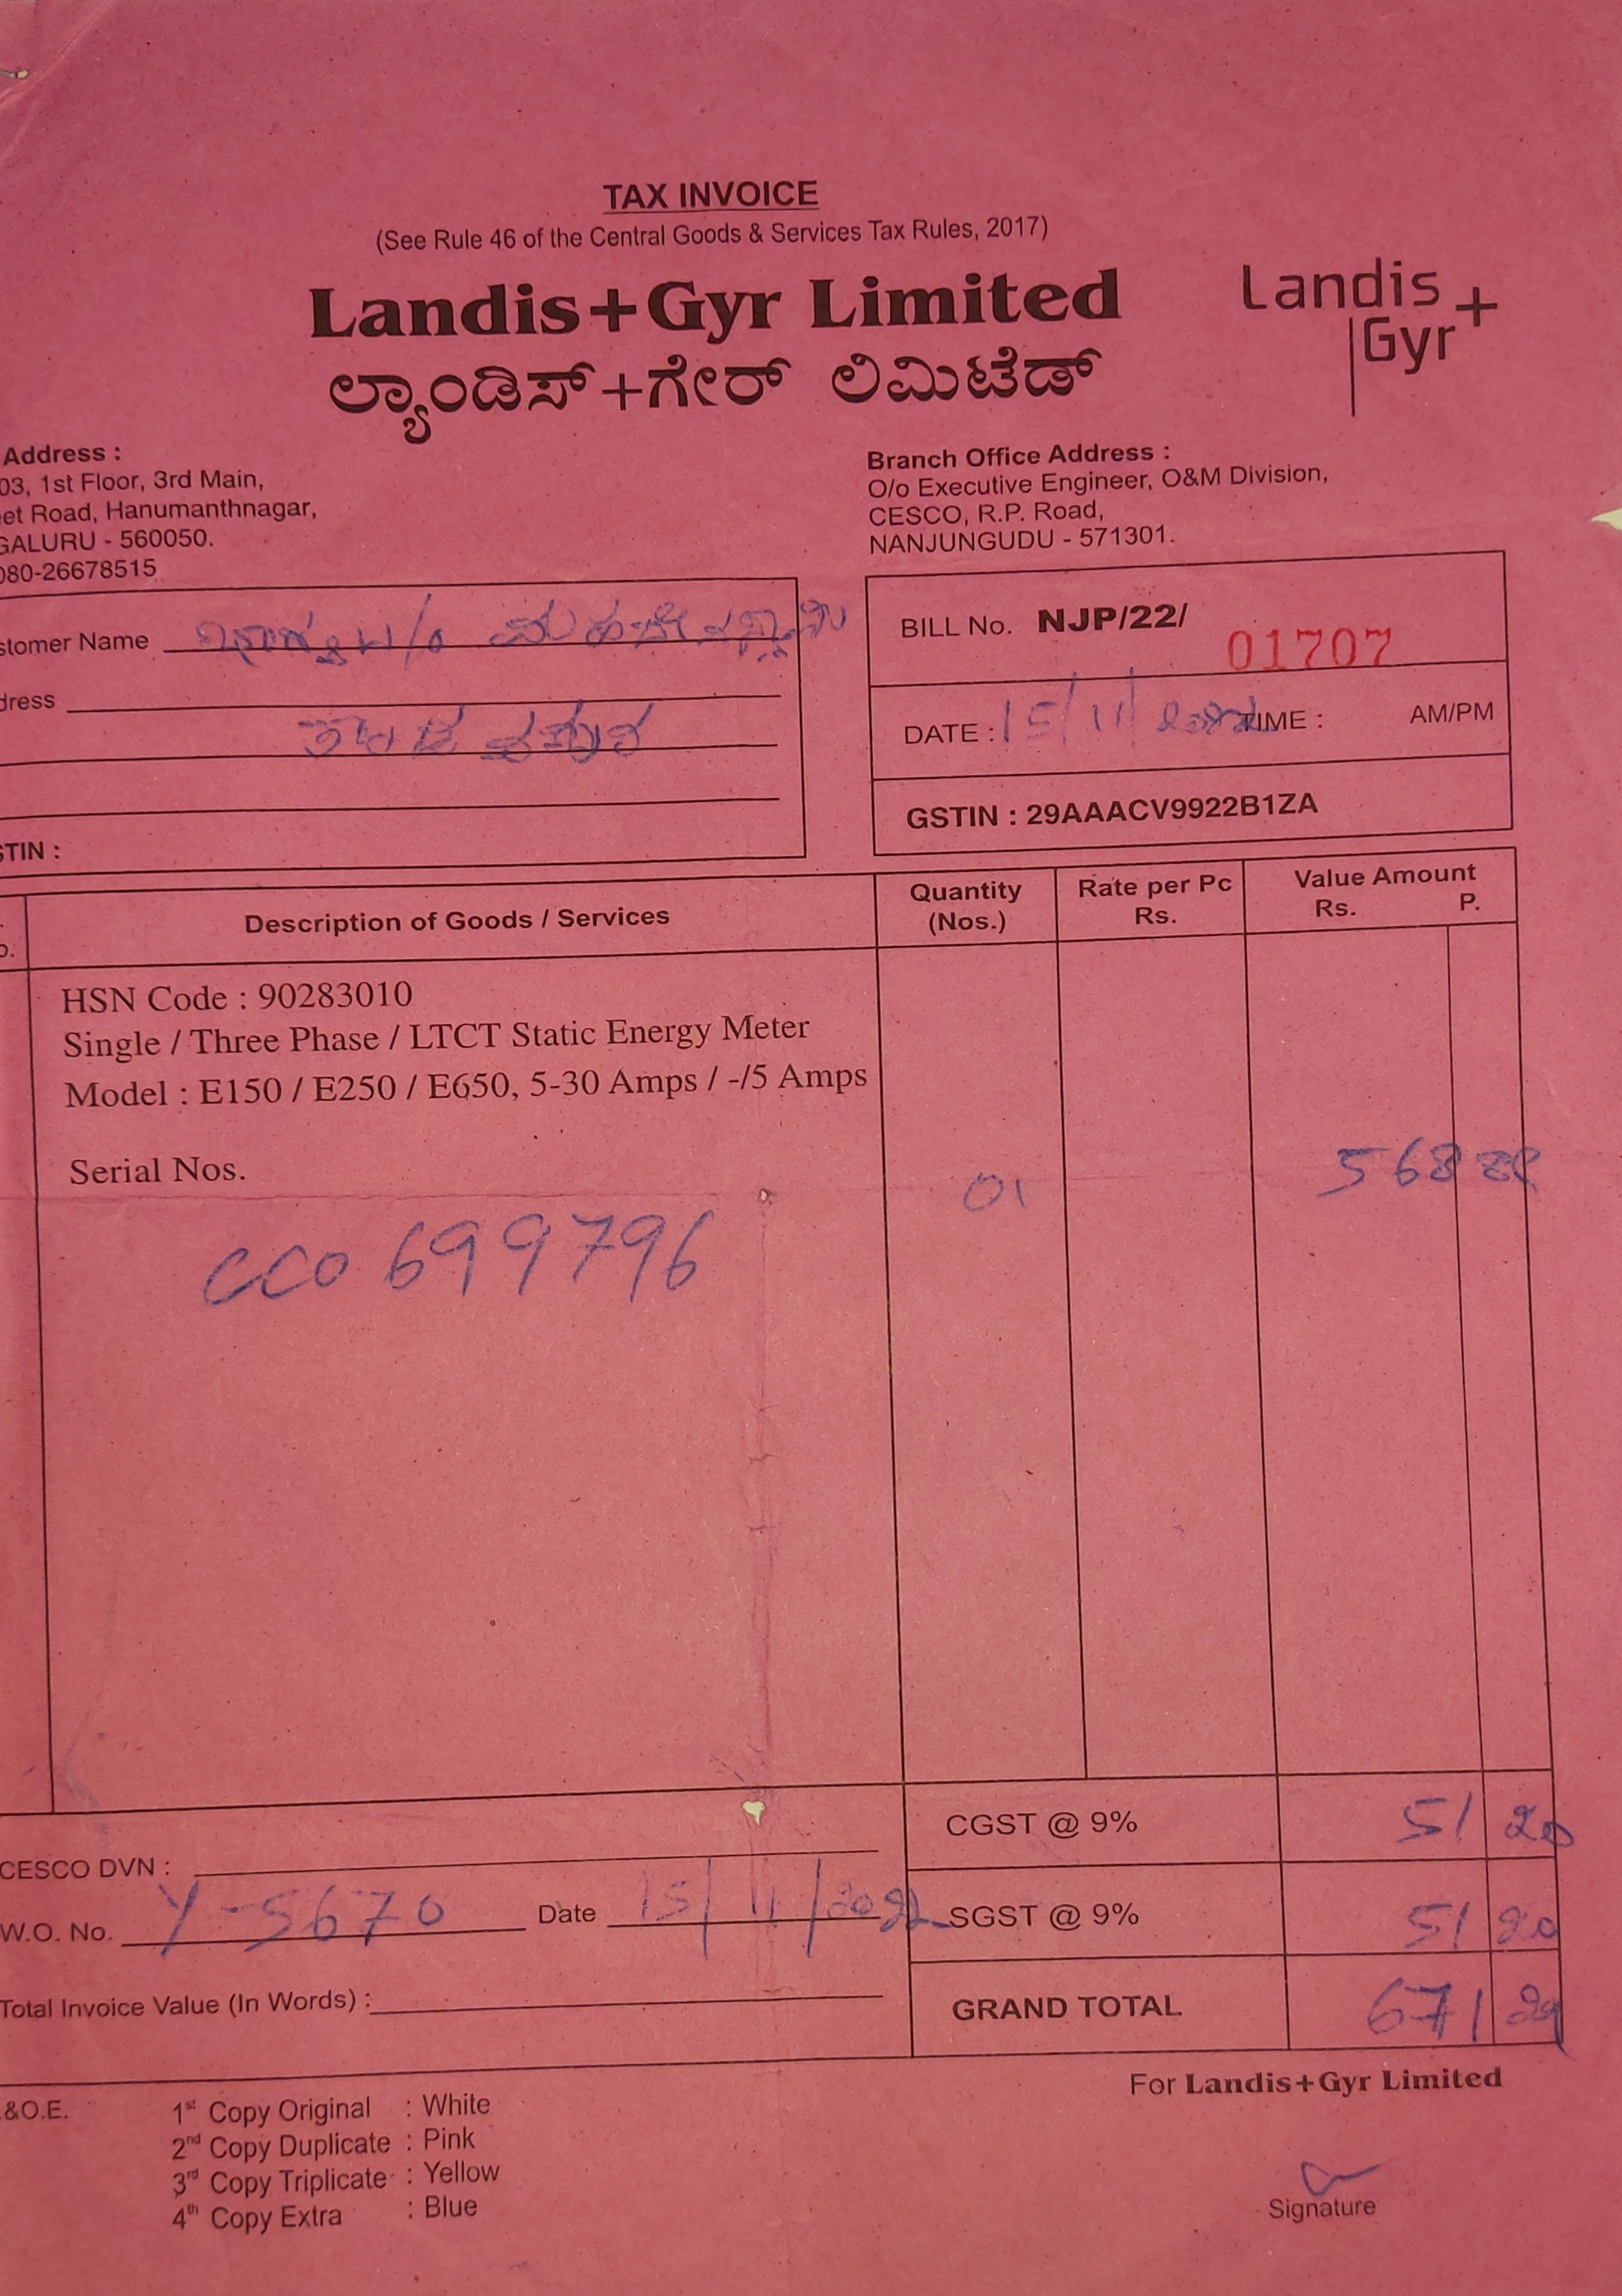 TAX INVOICE
(See Rule 46 of the Central Goods & Services Tax Rules, 2017)
Landis+Gyr Limited
ಲ್ಯಾಂಡಿಸ್+ಗೇರ್ ಲಿಮಿಟೆಡ್
Landis
Gyr+
Address :
03, 1st Floor, 3rd Main,
et Road, Hanumanthnagar,
GALURU - 560050.
080-26678515
Branch Office Address :
O/o Executive Engineer, O&M Division,
CESCO, R.P. Road,
NANJUNGUDU - 571301.
stomer Name
dress
STIN :
BILL No. NJP/22/ 01707
DATE : 15/11/2022 TIME : AM/PM
GSTIN : 29AAACV9922B1ZA
Description of Goods / Services
Quantity (Nos.)
Rate per Pc Rs.
Value Amount Rs. P.
HSN Code : 90283010
Single / Three Phase / LTCT Static Energy Meter
Model : E150 / E250 / E650, 5-30 Amps / -/5 Amps
Serial Nos.
01 568
CCO 699796
CGST @ 9% 51 20
CESCO DVN :
W.O. No. Y-5670 Date 15/11/2022
SGST @ 9% 51 20
Total Invoice Value (In Words) :
GRAND TOTAL 671
For Landis+Gyr Limited
&O.E.
1st Copy Original : White
2nd Copy Duplicate : Pink
3rd Copy Triplicate : Yellow
4th Copy Extra : Blue
Signature